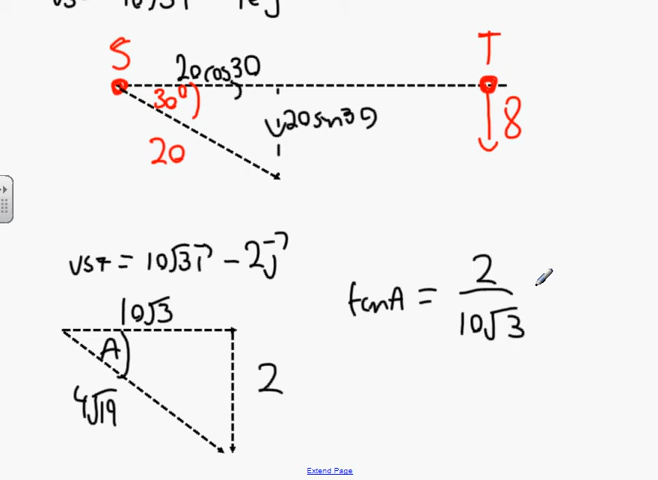 S
T
20cos30
30°
20sin30
8
20
vST = 10√3i⃗ - 2j⃗
10√3
A
4√19
2
tanA = 2/10√3
Extend Page